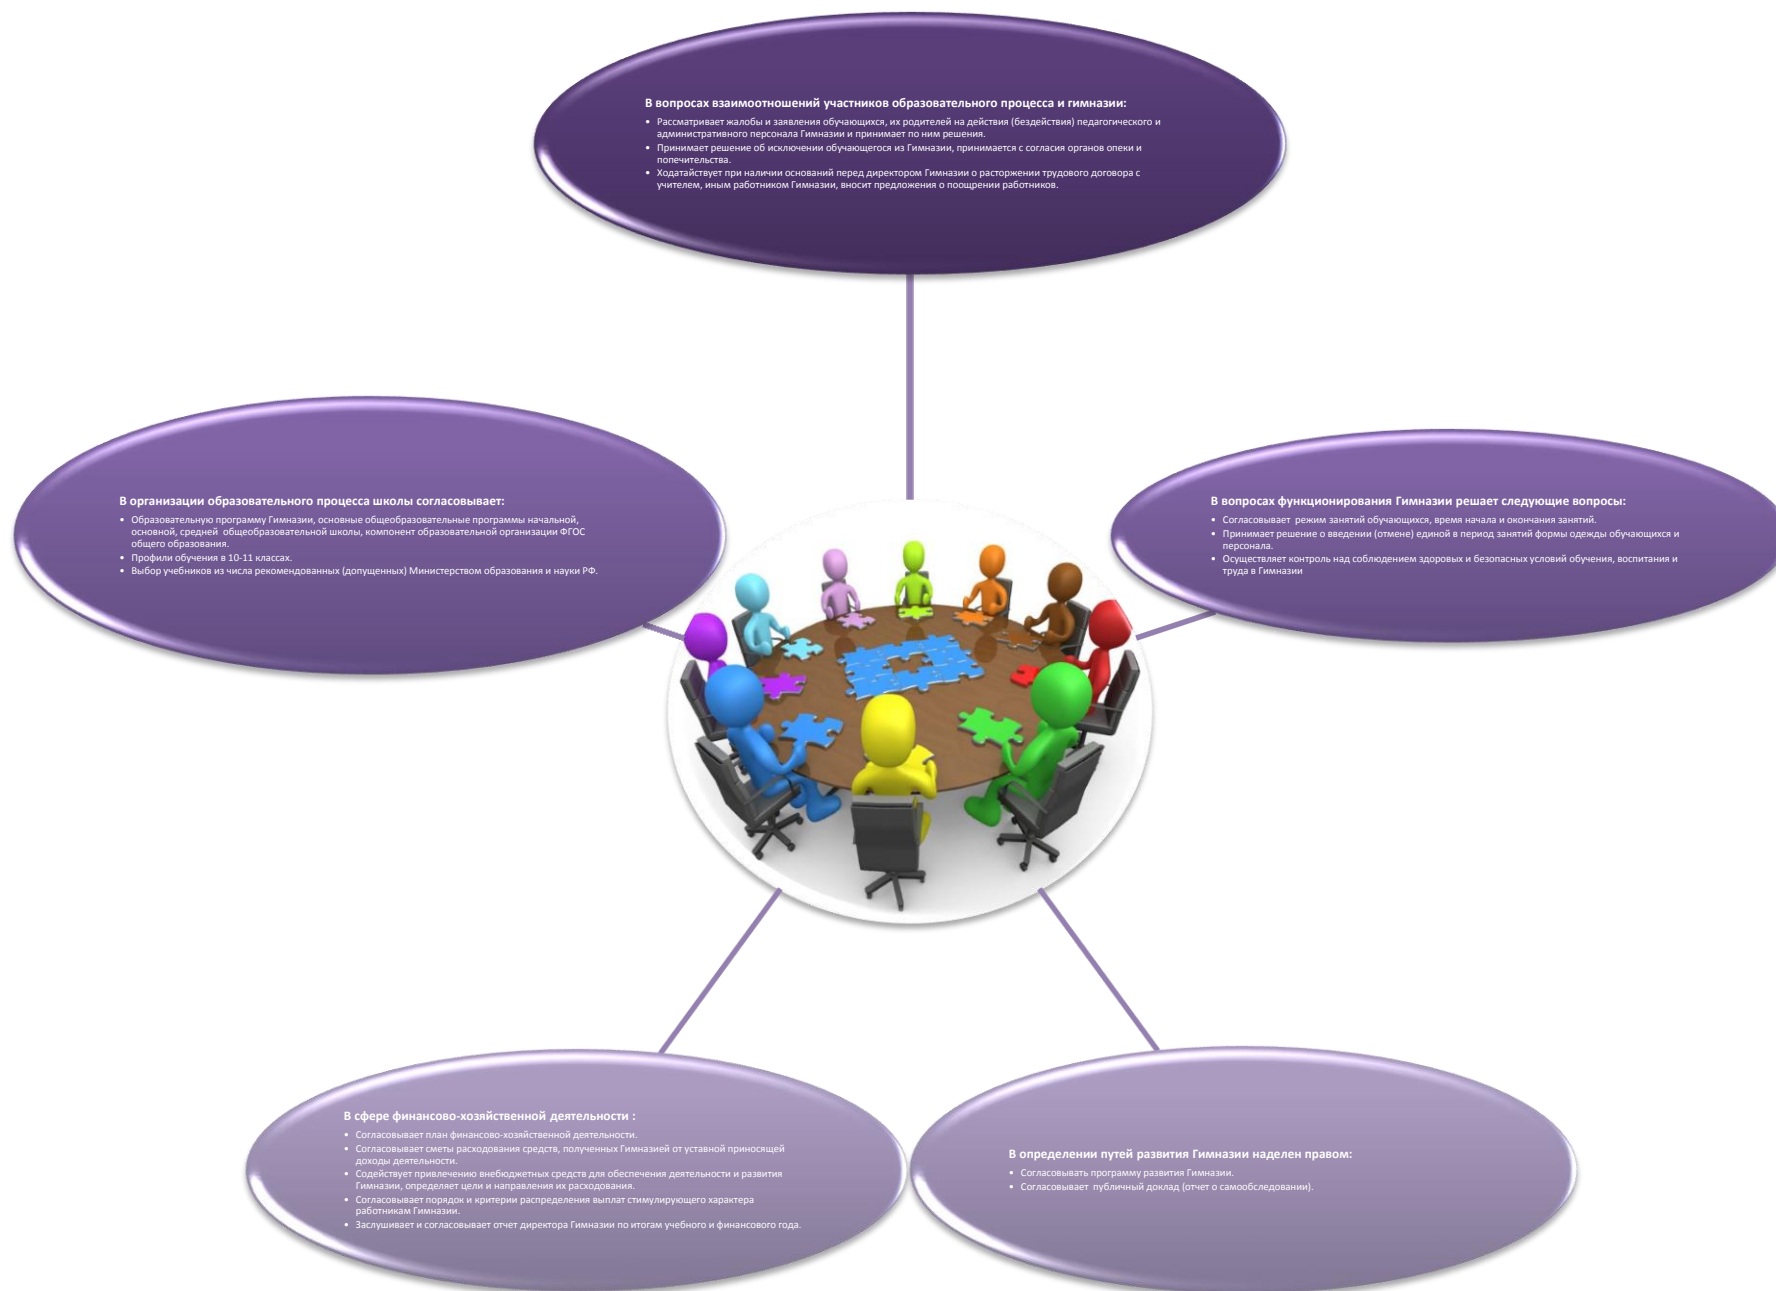 В вопросах взаимоотношений участников образовательного процесса и гимназии:
• Рассматривает жалобы и заявления обучающихся, их родителей на действия (бездействия) педагогического и
административного персонала Гимназии и принимает по ним решения.
• Принимает решение об исключении обучающегося из Гимназии, принимается с согласия органов опеки и
попечительства.
• Ходатайствует при наличии оснований перед директором Гимназии о расторжении трудового договора с
учителем, иным работником Гимназии, вносит предложения о поощрении работников.
В организации образовательного процесса школы согласовывает:
• Образовательную программу Гимназии, основные общеобразовательные программы начальной,
основной, средней общеобразовательной школы, компонент образовательной организации ФГОС
общего образования.
• Профили обучения в 10-11 классах.
• Выбор учебников из числа рекомендованных (допущенных) Министерством образования и науки РФ.
В вопросах функционирования Гимназии решает следующие вопросы:
• Согласовывает режим занятий обучающихся, время начала и окончания занятий.
• Принимает решение о введении (отмене) единой в период занятий формы одежды обучающихся и
персонала.
• Осуществляет контроль над соблюдением здоровых и безопасных условий обучения, воспитания и
труда в Гимназии
В сфере финансово-хозяйственной деятельности :
• Согласовывает план финансово-хозяйственной деятельности.
• Согласовывает сметы расходования средств, полученных Гимназией от уставной приносящей
доходы деятельности.
• Содействует привлечению внебюджетных средств для обеспечения деятельности и развития
Гимназии, определяет цели и направления их расходования.
• Согласовывает порядок и критерии распределения выплат стимулирующего характера
работникам Гимназии.
• Заслушивает и согласовывает отчет директора Гимназии по итогам учебного и финансового года.
В определении путей развития Гимназии наделен правом:
• Согласовывать программу развития Гимназии.
• Согласовывает публичный доклад (отчет о самообследовании).